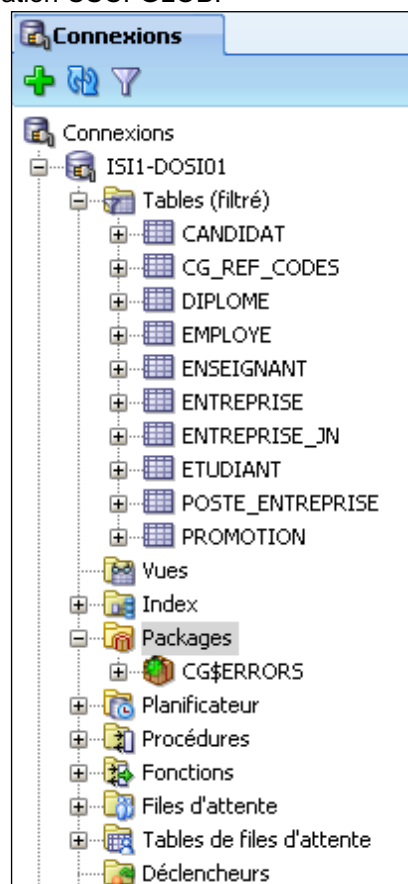 Connexions
Connexions
ISI1-DOSI01
Tables (filtré)
CANDIDAT
CG_REF_CODES
DIPLOME
EMPLOYE
ENSEIGNANT
ENTREPRISE
ENTREPRISE_JN
ETUDIANT
POSTE_ENTREPRISE
PROMOTION
Vues
Index
Packages
CG$ERRORS
Planificateur
Procédures
Fonctions
Files d'attente
Tables de files d'attente
Déclencheurs